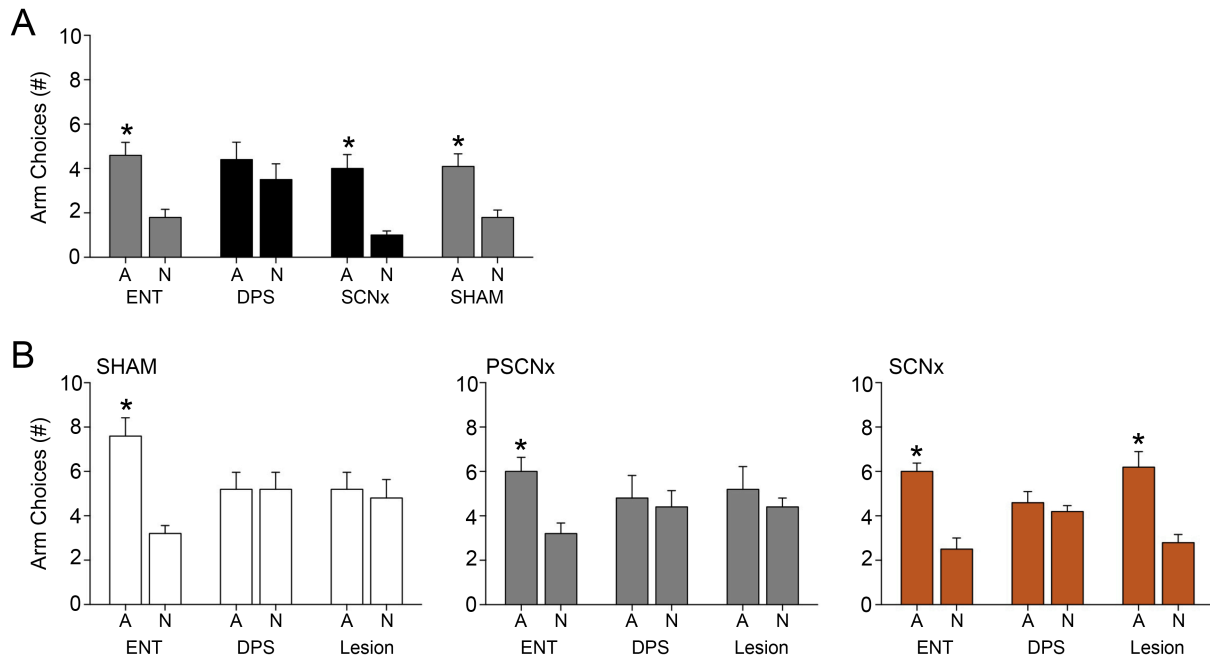 A
10
8
6
4
2
0
Arm Choices (#)
* * *
A N A N A N A N
ENT DPS SCNx SHAM
B
SHAM
10
8
6
4
2
0
Arm Choices (#)
*
A N A N A N
ENT DPS Lesion
PSCNx
10
8
6
4
2
0
*
A N A N A N
ENT DPS Lesion
SCNx
10
8
6
4
2
0
* *
A N A N A N
ENT DPS Lesion